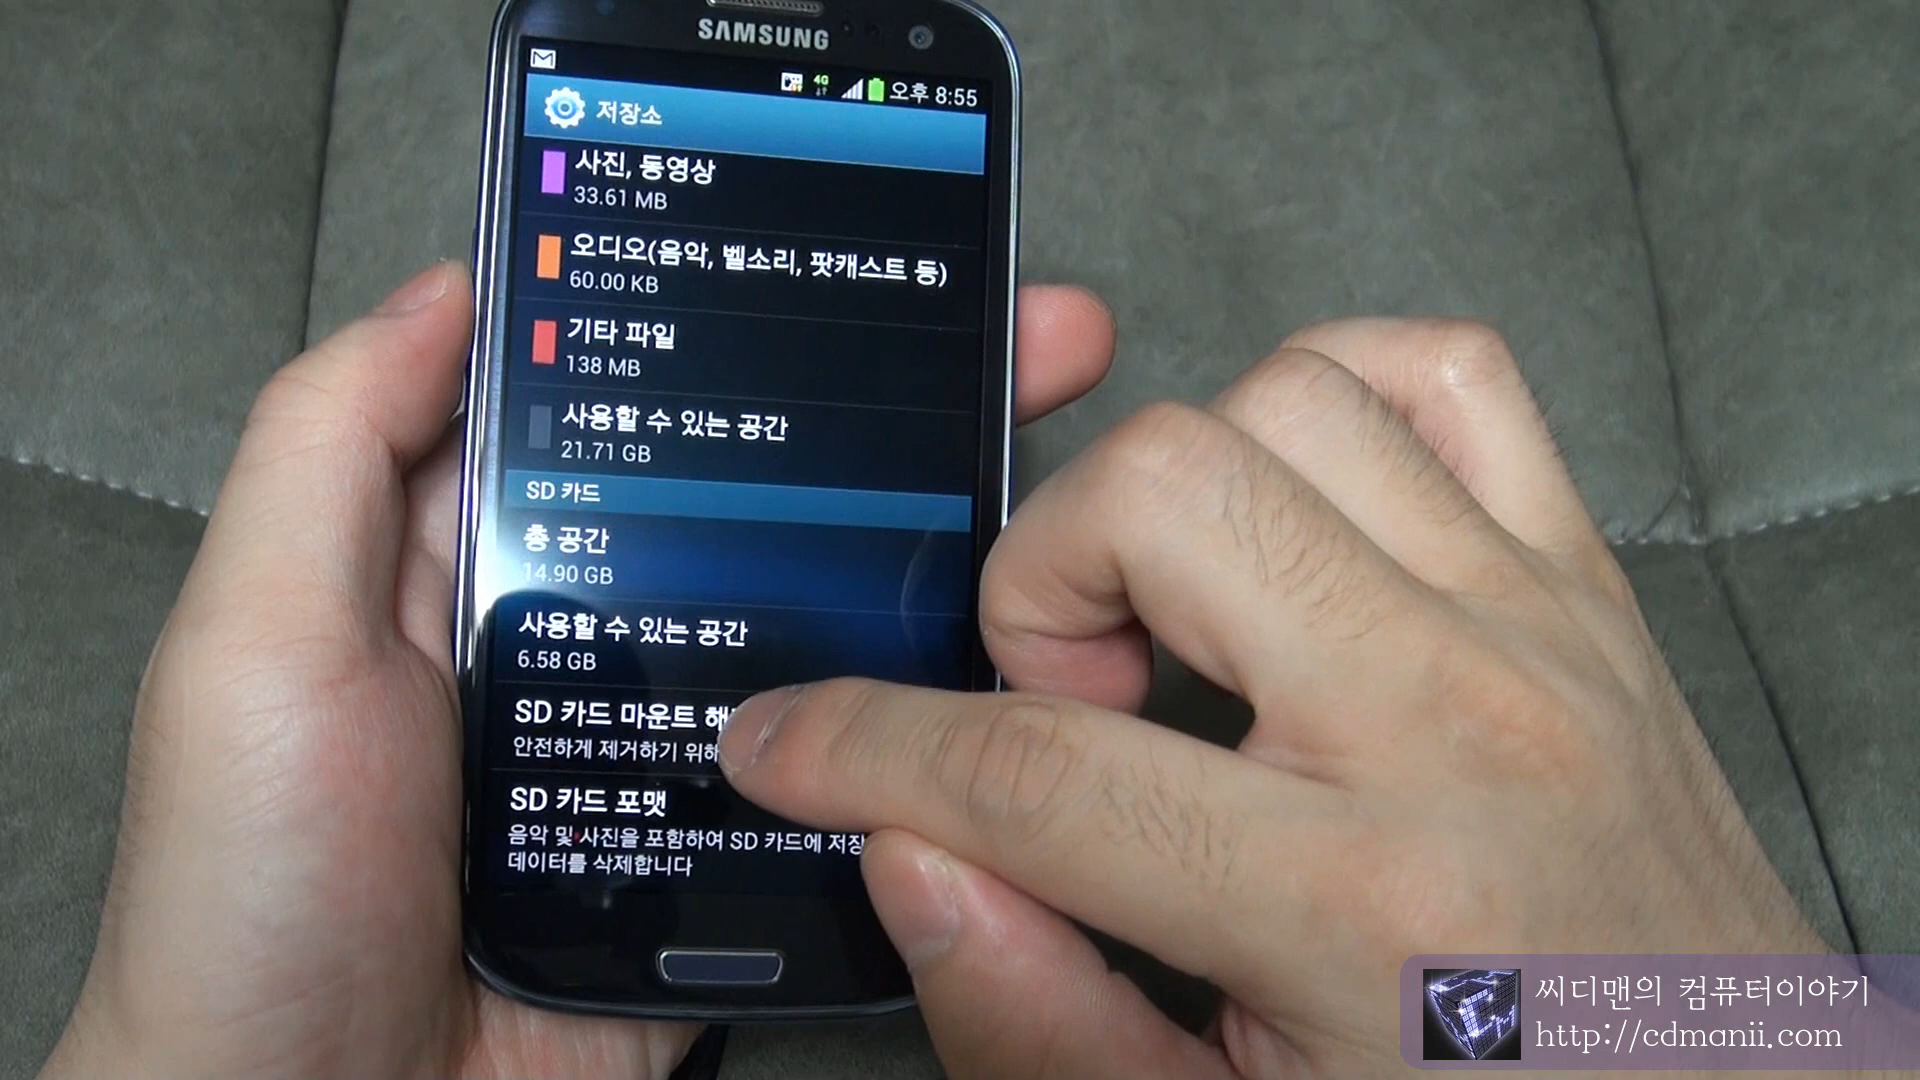 SAMSUNG
4G
오후 8:55
저장소
사진, 동영상
33.61 MB
오디오(음악, 벨소리, 팟캐스트 등)
60.00 KB
기타 파일
138 MB
사용할 수 있는 공간
21.71 GB
SD 카드
총 공간
14.90 GB
사용할 수 있는 공간
6.58 GB
SD 카드 마운트
안전하게 제거하기 위해
SD 카드 포맷
음악 및 사진을 포함하여 SD 카드에 저장
데이터를 삭제합니다
씨디맨의 컴퓨터이야기
http://cdmanii.com